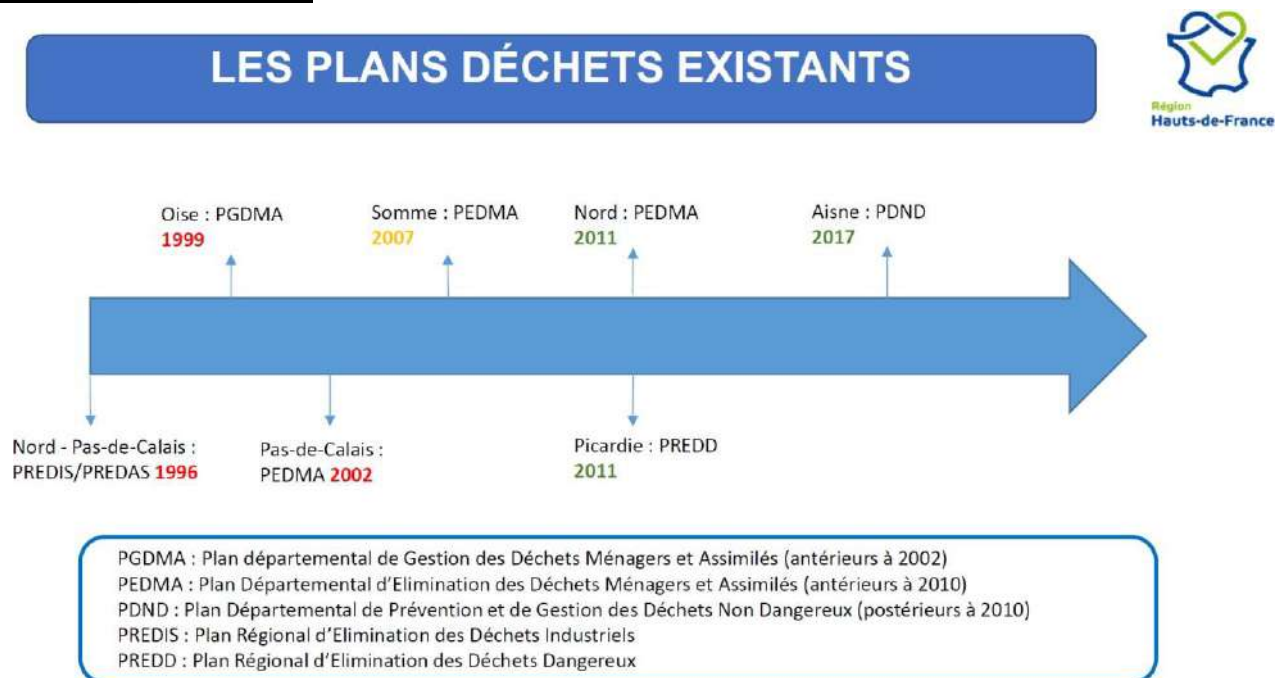 LES PLANS DÉCHETS EXISTANTS
Région
Hauts-de-France
Oise : PGDMA
1999
Somme : PEDMA
2007
Nord : PEDMA
2011
Aisne : PDND
2017
Nord - Pas-de-Calais :
PREDIS/PREDAS 1996
Pas-de-Calais :
PEDMA 2002
Picardie : PREDD
2011
PGDMA : Plan départemental de Gestion des Déchets Ménagers et Assimilés (antérieurs à 2002)
PEDMA : Plan Départemental d’Elimination des Déchets Ménagers et Assimilés (antérieurs à 2010)
PDND : Plan Départemental de Prévention et de Gestion des Déchets Non Dangereux (postérieurs à 2010)
PREDIS : Plan Régional d’Elimination des Déchets Industriels
PREDD : Plan Régional d’Elimination des Déchets Dangereux